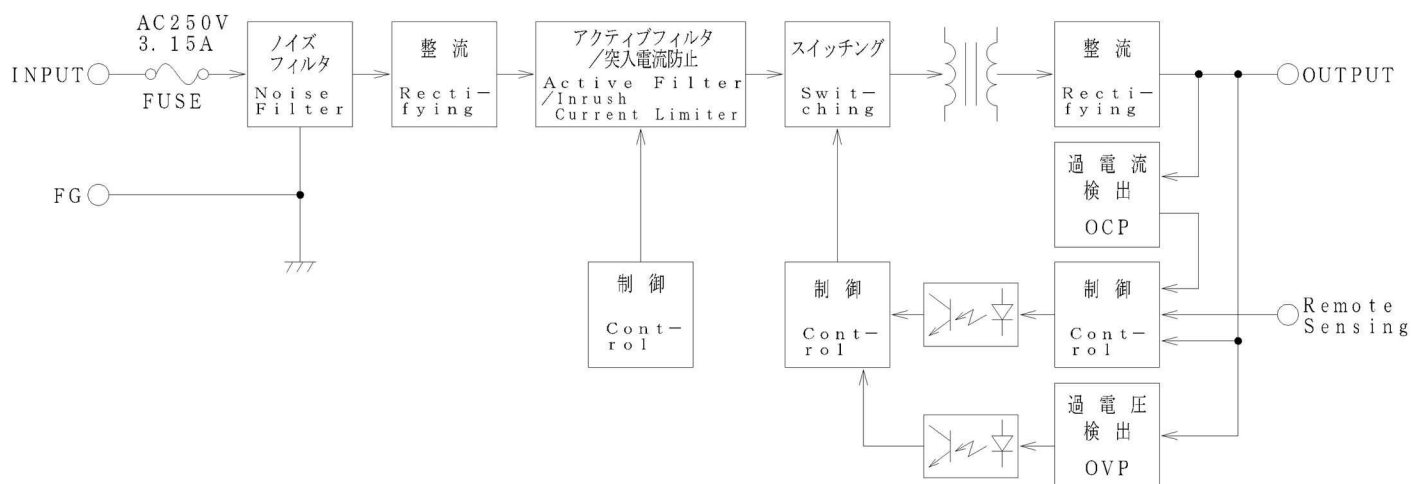 AC250V
3.15A
INPUT
FUSE
ノイズ
フィルタ
Noise
Filter
整 流
Recti-
fying
アクティブフィルタ
/突入電流防止
Active Filter
/Inrush
Current Limiter
スイッチング
Swit-
ching
整 流
Recti-
fying
OUTPUT
FG
過 電 流
検 出
OCP
制 御
Cont-
rol
制 御
Cont-
rol
制 御
Cont-
rol
Remote
Sensing
過 電 圧
検 出
OVP